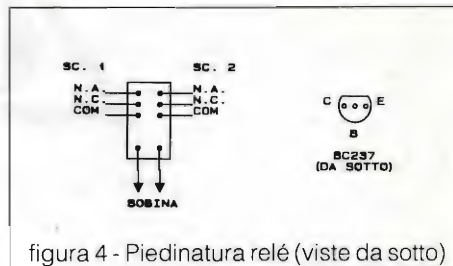 SC. 1
SC. 2
N.A.
N.C.
COM
N.A.
N.C.
COM
BOBINA
C
E
B
BC237
(DA SOTTO)
figura 4 - Piedinatura relé (viste da sotto)